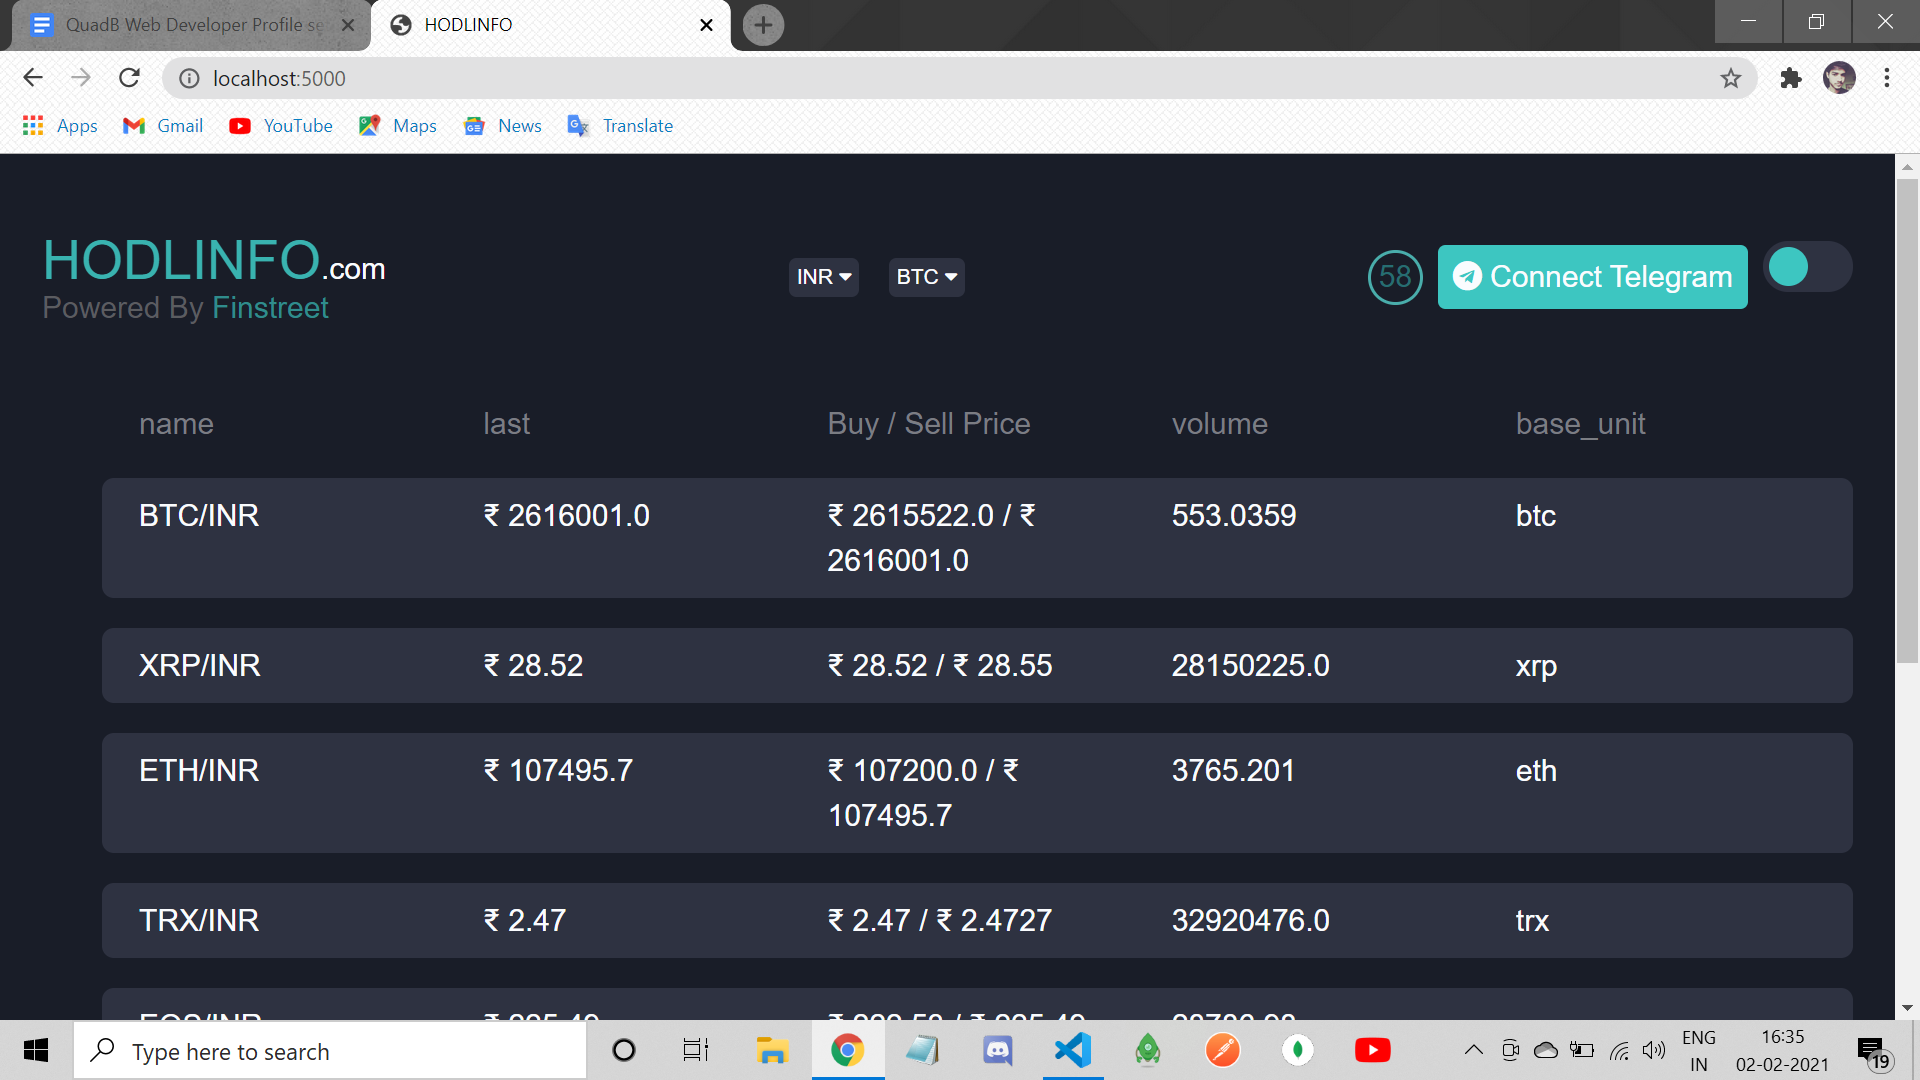 QuadB Web Developer Profile se
HODLINFO
localhost:5000
Apps
Gmail
YouTube
Maps
News
Translate
HODLINFO.com
Powered By Finstreet
INR
BTC
58
Connect Telegram
name last Buy / Sell Price volume base_unit
BTC/INR ₹ 2616001.0 ₹ 2615522.0 / ₹ 553.0359 btc
2616001.0
XRP/INR ₹ 28.52 ₹ 28.52 / ₹ 28.55 28150225.0 xrp
ETH/INR ₹ 107495.7 ₹ 107200.0 / ₹ 3765.201 eth
107495.7
TRX/INR ₹ 2.47 ₹ 2.47 / ₹ 2.4727 32920476.0 trx
EOS/INR
Type here to search
ENG
IN
16:35
02-02-2021
19